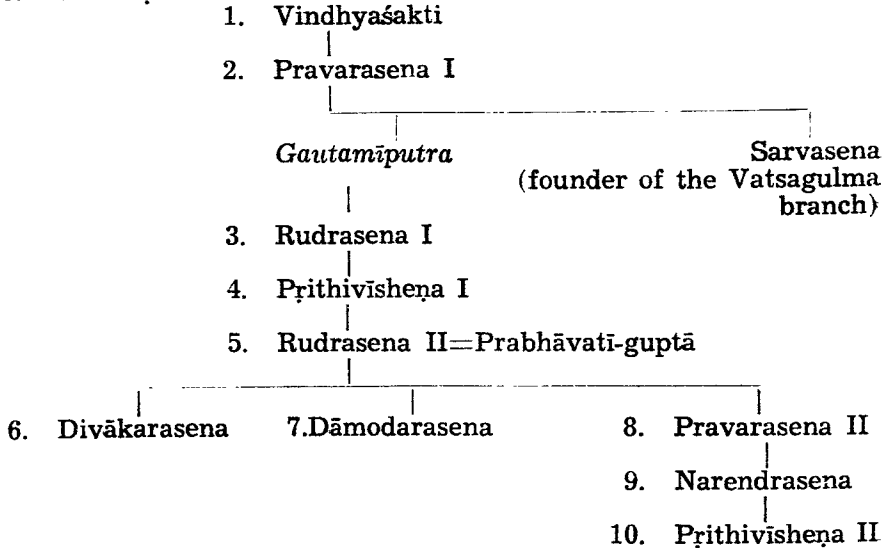 1. Vindhyaśakti
2. Pravarasena I
Gautamīputra Sarvasena
(founder of the Vatsagulma
branch)
3. Rudrasena I
4. Pṛithivīsheṇa I
5. Rudrasena II=Prabhāvatī-guptā
6. Divākarasena 7.Dāmodarasena 8. Pravarasena II
9. Narendrasena
10. Pṛithivīsheṇa II